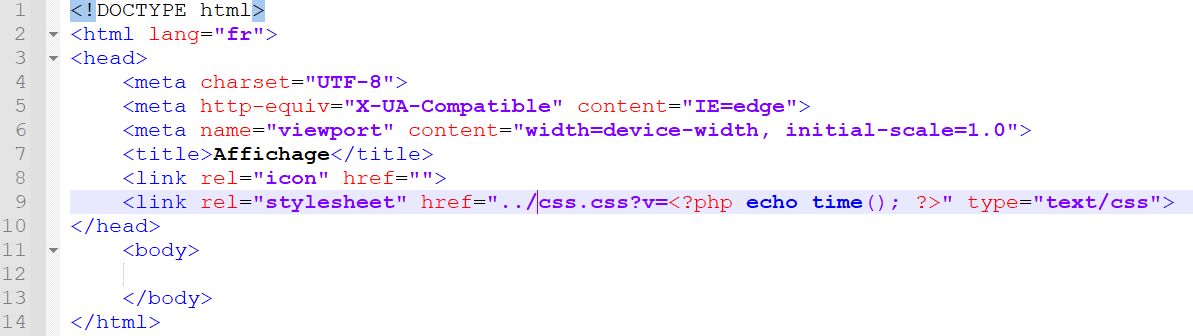 1 <!DOCTYPE html>
2 <html lang="fr">
3 <head>
4 <meta charset="UTF-8">
5 <meta http-equiv="X-UA-Compatible" content="IE=edge">
6 <meta name="viewport" content="width=device-width, initial-scale=1.0">
7 <title>Affichage</title>
8 <link rel="icon" href="">
9 <link rel="stylesheet" href="../css.css?v=<?php echo time(); ?>" type="text/css">
10 </head>
11 <body>
12
13 </body>
14 </html>